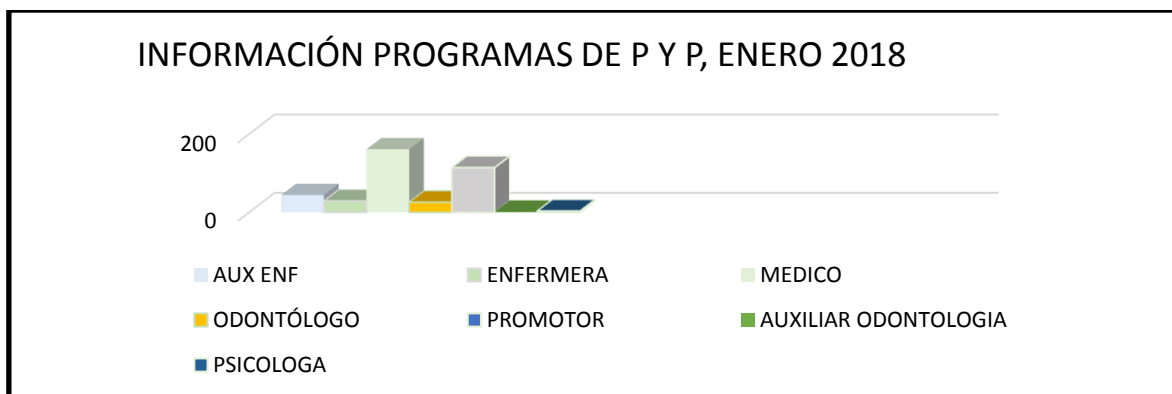 INFORMACIÓN PROGRAMAS DE P Y P, ENERO 2018
200
0
AUX ENF
ENFERMERA
MEDICO
ODONTÓLOGO
PROMOTOR
AUXILIAR ODONTOLOGIA
PSICOLOGA